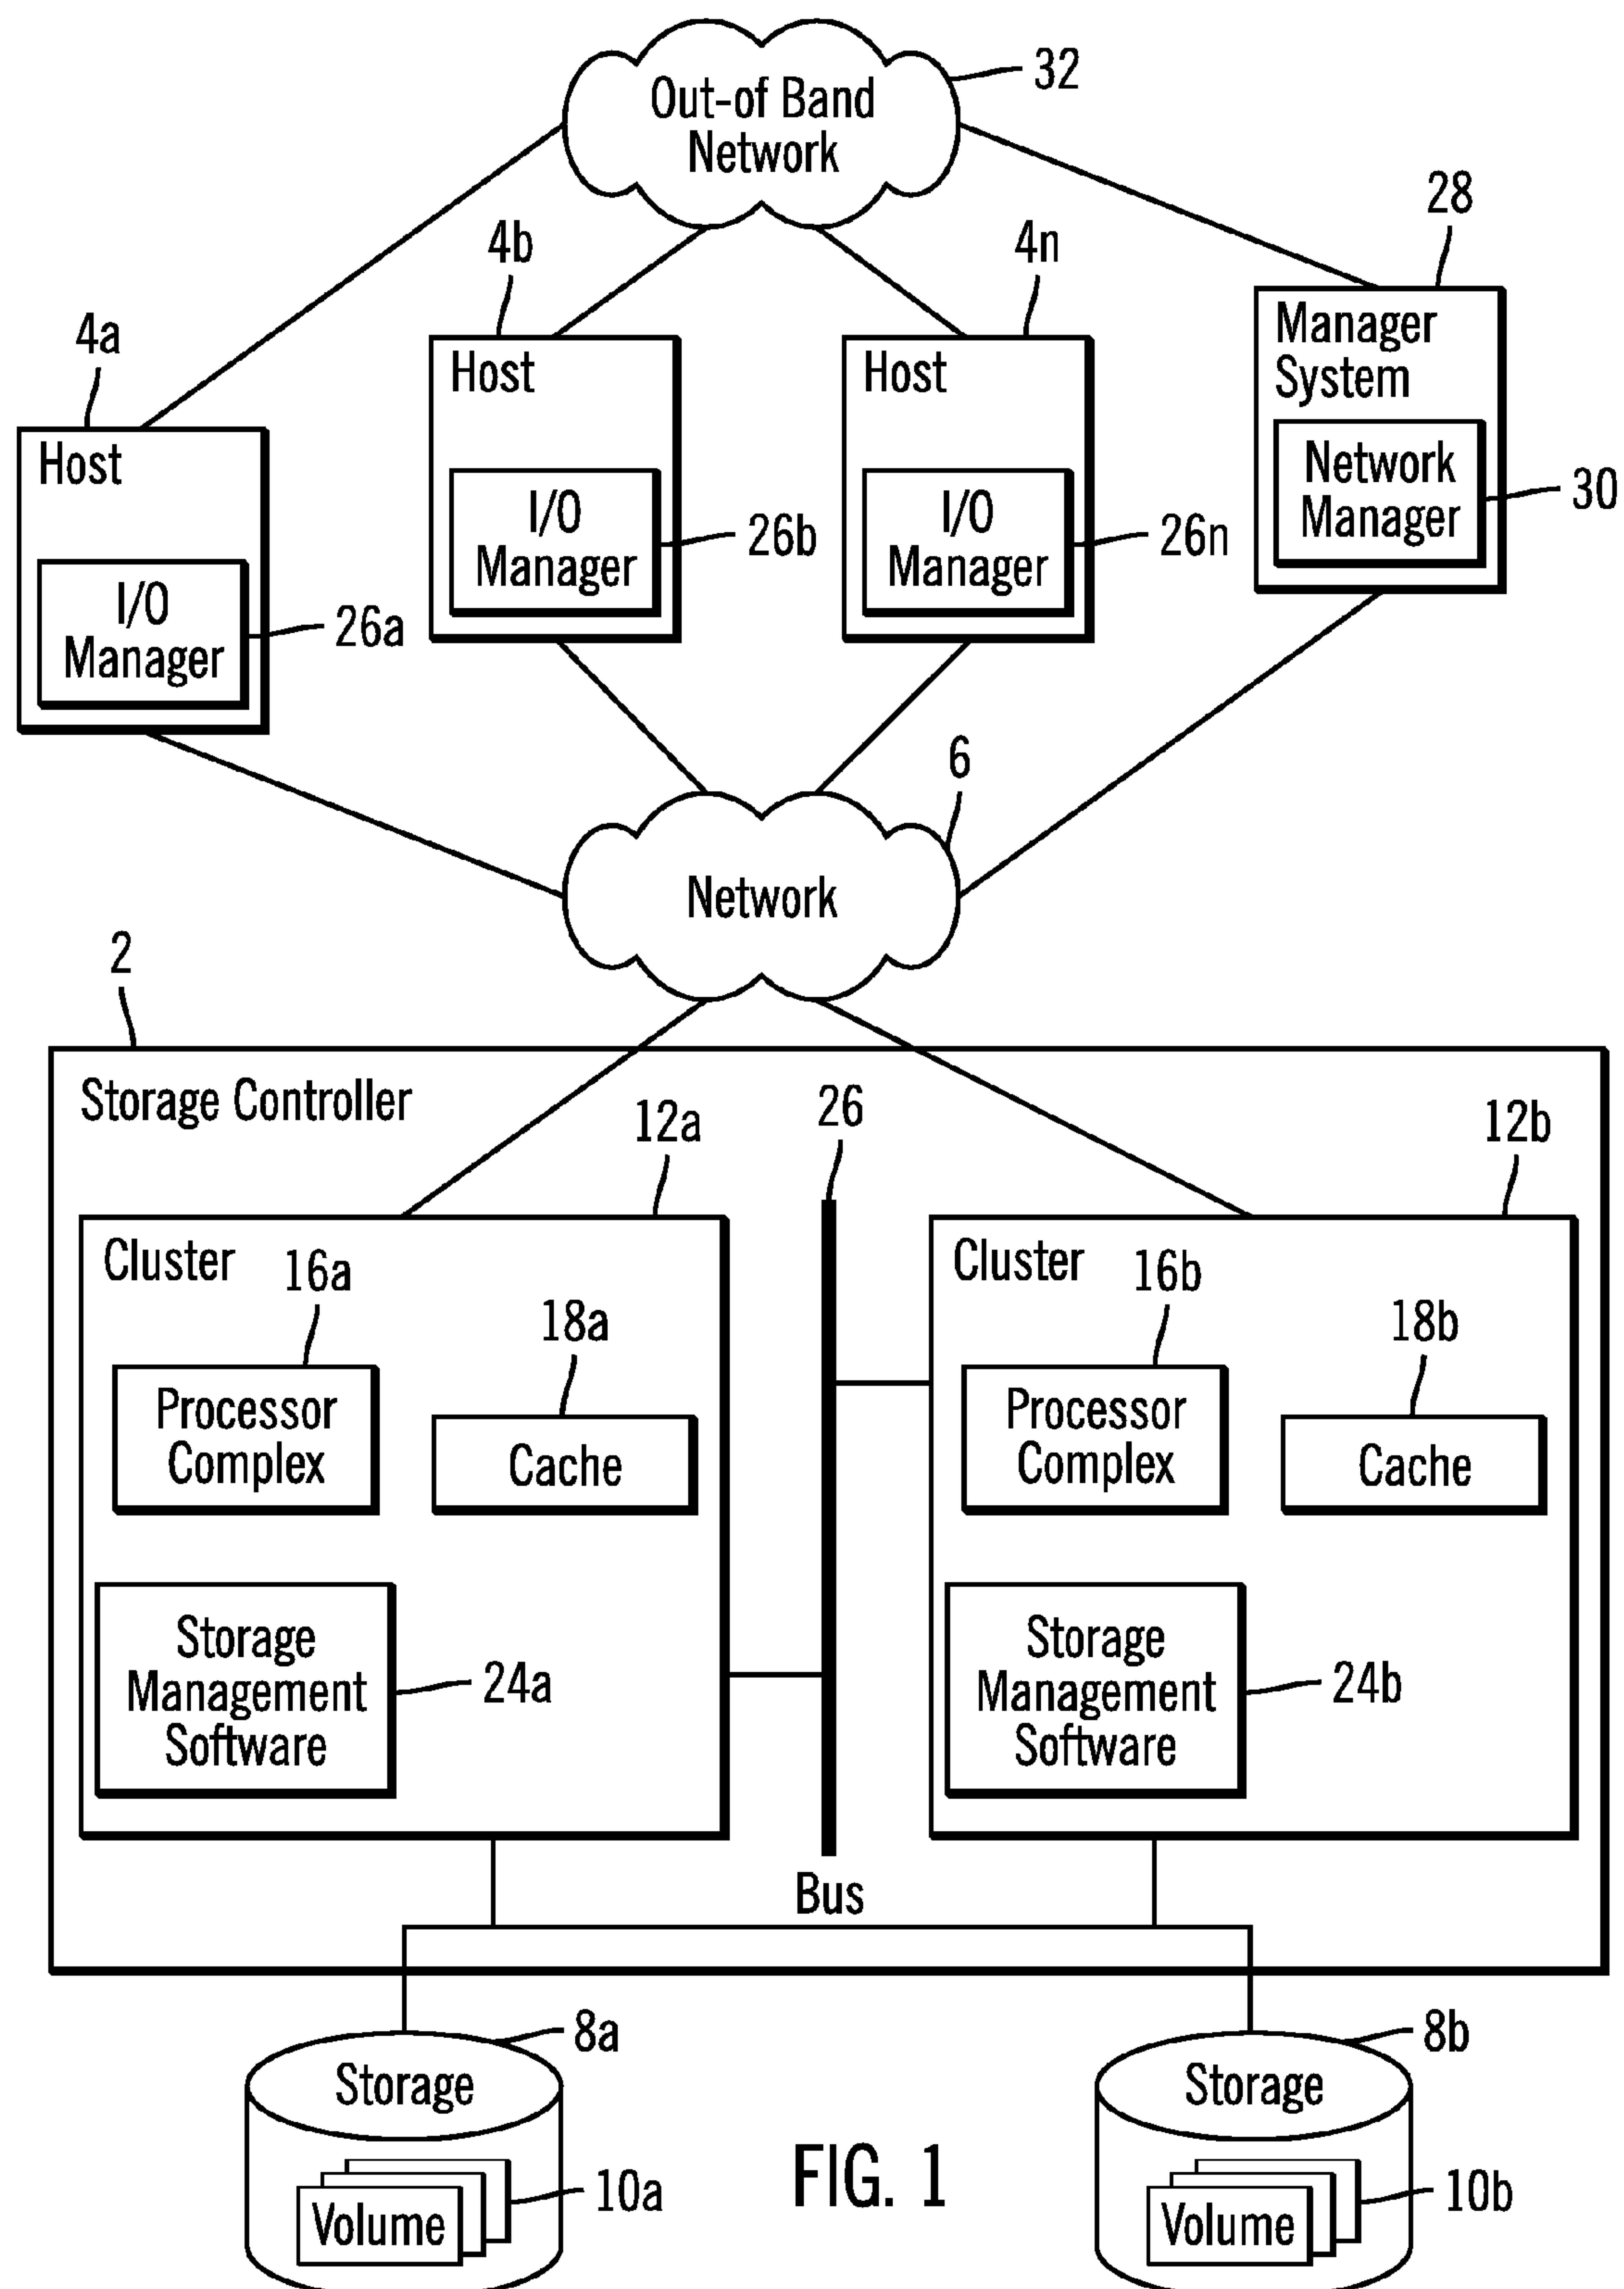 32
Out-of Band
Network
28
4b
4n
4a
Manager
System
Host
Host
Host
Network
Manager
30
I/O
Manager
26b
I/O
Manager
26n
I/O
Manager
26a
6
Network
2
Storage Controller
12a
26
12b
Cluster
16a
Cluster
16b
18a
18b
Processor
Complex
Cache
Processor
Complex
Cache
Storage
Management
Software
24a
Storage
Management
Software
24b
Bus
8a
8b
Storage
Storage
FIG. 1
10a
10b
Volume
Volume